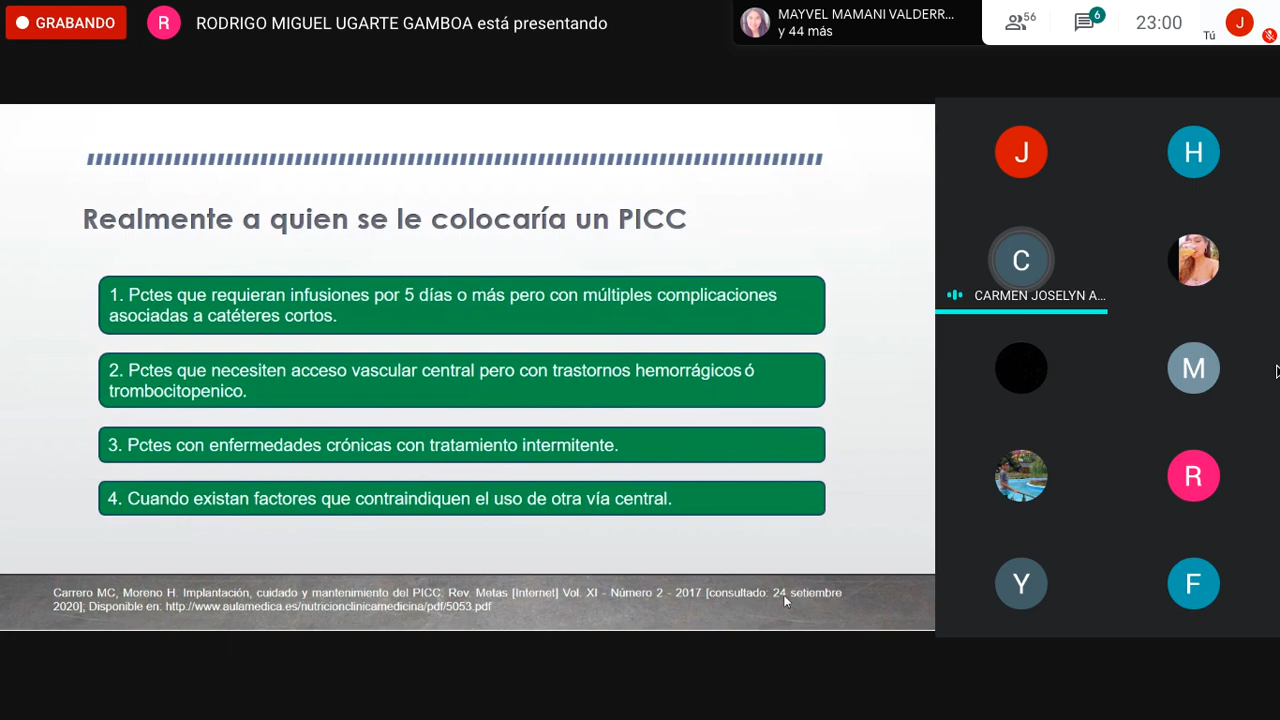 GRABANDO
R
RODRIGO MIGUEL UGARTE GAMBOA está presentando
MAYVEL MAMANI VALDERR...
y 44 más
56
6
23:00
Tú
J
Realmente a quien se le colocaría un PICC
1. Pctes que requieran infusiones por 5 días o más pero con múltiples complicaciones
asociadas a catéteres cortos.
2. Pctes que necesiten acceso vascular central pero con trastornos hemorrágicos ó
trombocitopenico.
3. Pctes con enfermedades crónicas con tratamiento intermitente.
4. Cuando existan factores que contraindiquen el uso de otra vía central.
Carrero MC, Moreno H. Implantación, cuidado y mantenimiento del PICC. Rev. Metas [Internet] Vol. XI - Número 2 - 2017 [consultado: 24 setiembre
2020]; Disponible en: http://www.aulamedica.es/nutricionclinicamedicina/pdf/5053.pdf
J
H
C
CARMEN JOSELYN A...
M
R
Y
F